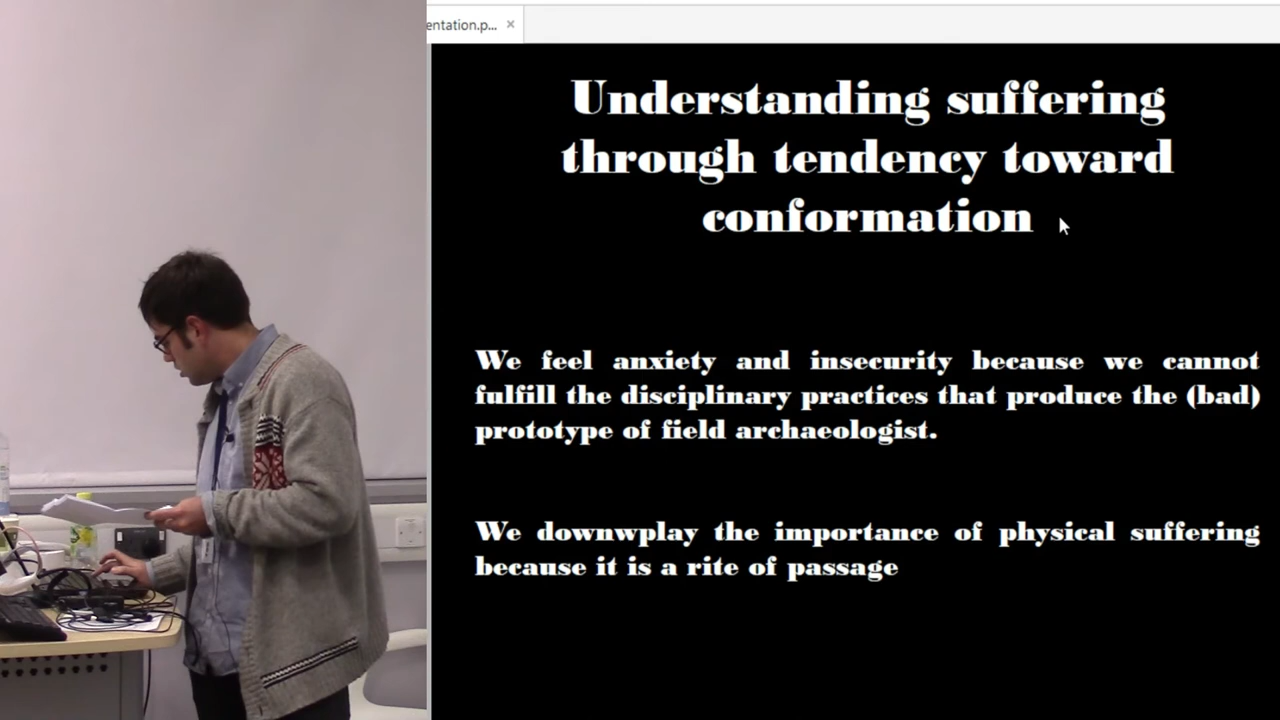 entation.p...
Understanding suffering
through tendency toward
conformation
We feel anxiety and insecurity because we cannot
fulfill the disciplinary practices that produce the (bad)
prototype of field archaeologist.
We downwplay the importance of physical suffering
because it is a rite of passage